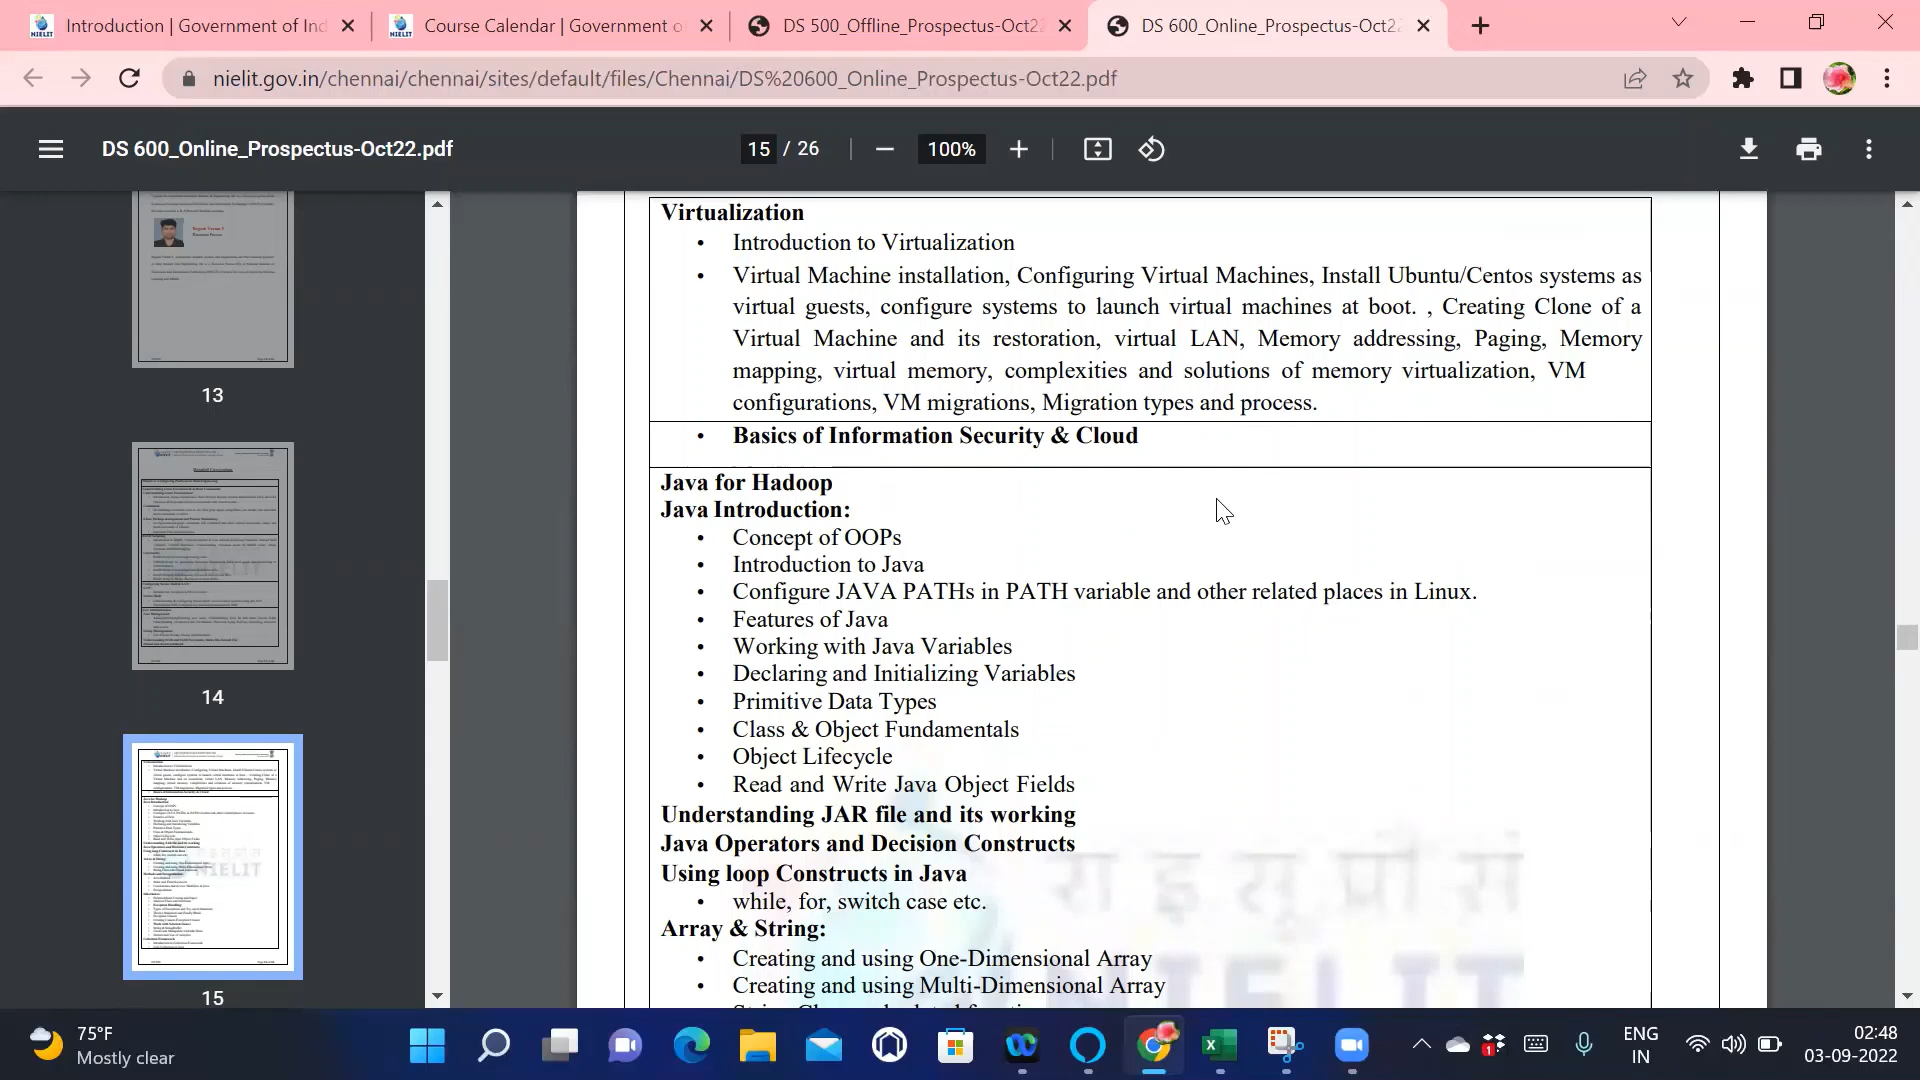 Introduction | Government of Ind
Course Calendar | Government o
DS 500_Offline_Prospectus-Oct22
DS 600_Online_Prospectus-Oct22
nielit.gov.in/chennai/chennai/sites/default/files/Chennai/DS%20600_Online_Prospectus-Oct22.pdf
DS 600_Online_Prospectus-Oct22.pdf
15 / 26
100%
13
14
15
Virtualization
• Introduction to Virtualization
• Virtual Machine installation, Configuring Virtual Machines, Install Ubuntu/Centos systems as
virtual guests, configure systems to launch virtual machines at boot. , Creating Clone of a
Virtual Machine and its restoration, virtual LAN, Memory addressing, Paging, Memory
mapping, virtual memory, complexities and solutions of memory virtualization, VM
configurations, VM migrations, Migration types and process.
• Basics of Information Security & Cloud
Java for Hadoop
Java Introduction:
• Concept of OOPs
• Introduction to Java
• Configure JAVA PATHs in PATH variable and other related places in Linux.
• Features of Java
• Working with Java Variables
• Declaring and Initializing Variables
• Primitive Data Types
• Class & Object Fundamentals
• Object Lifecycle
• Read and Write Java Object Fields
Understanding JAR file and its working
Java Operators and Decision Constructs
Using loop Constructs in Java
• while, for, switch case etc.
Array & String:
• Creating and using One-Dimensional Array
• Creating and using Multi-Dimensional Array
रा इ सू प्रौ सं
NIELIT
75°F
Mostly clear
ENG
IN
02:48
03-09-2022